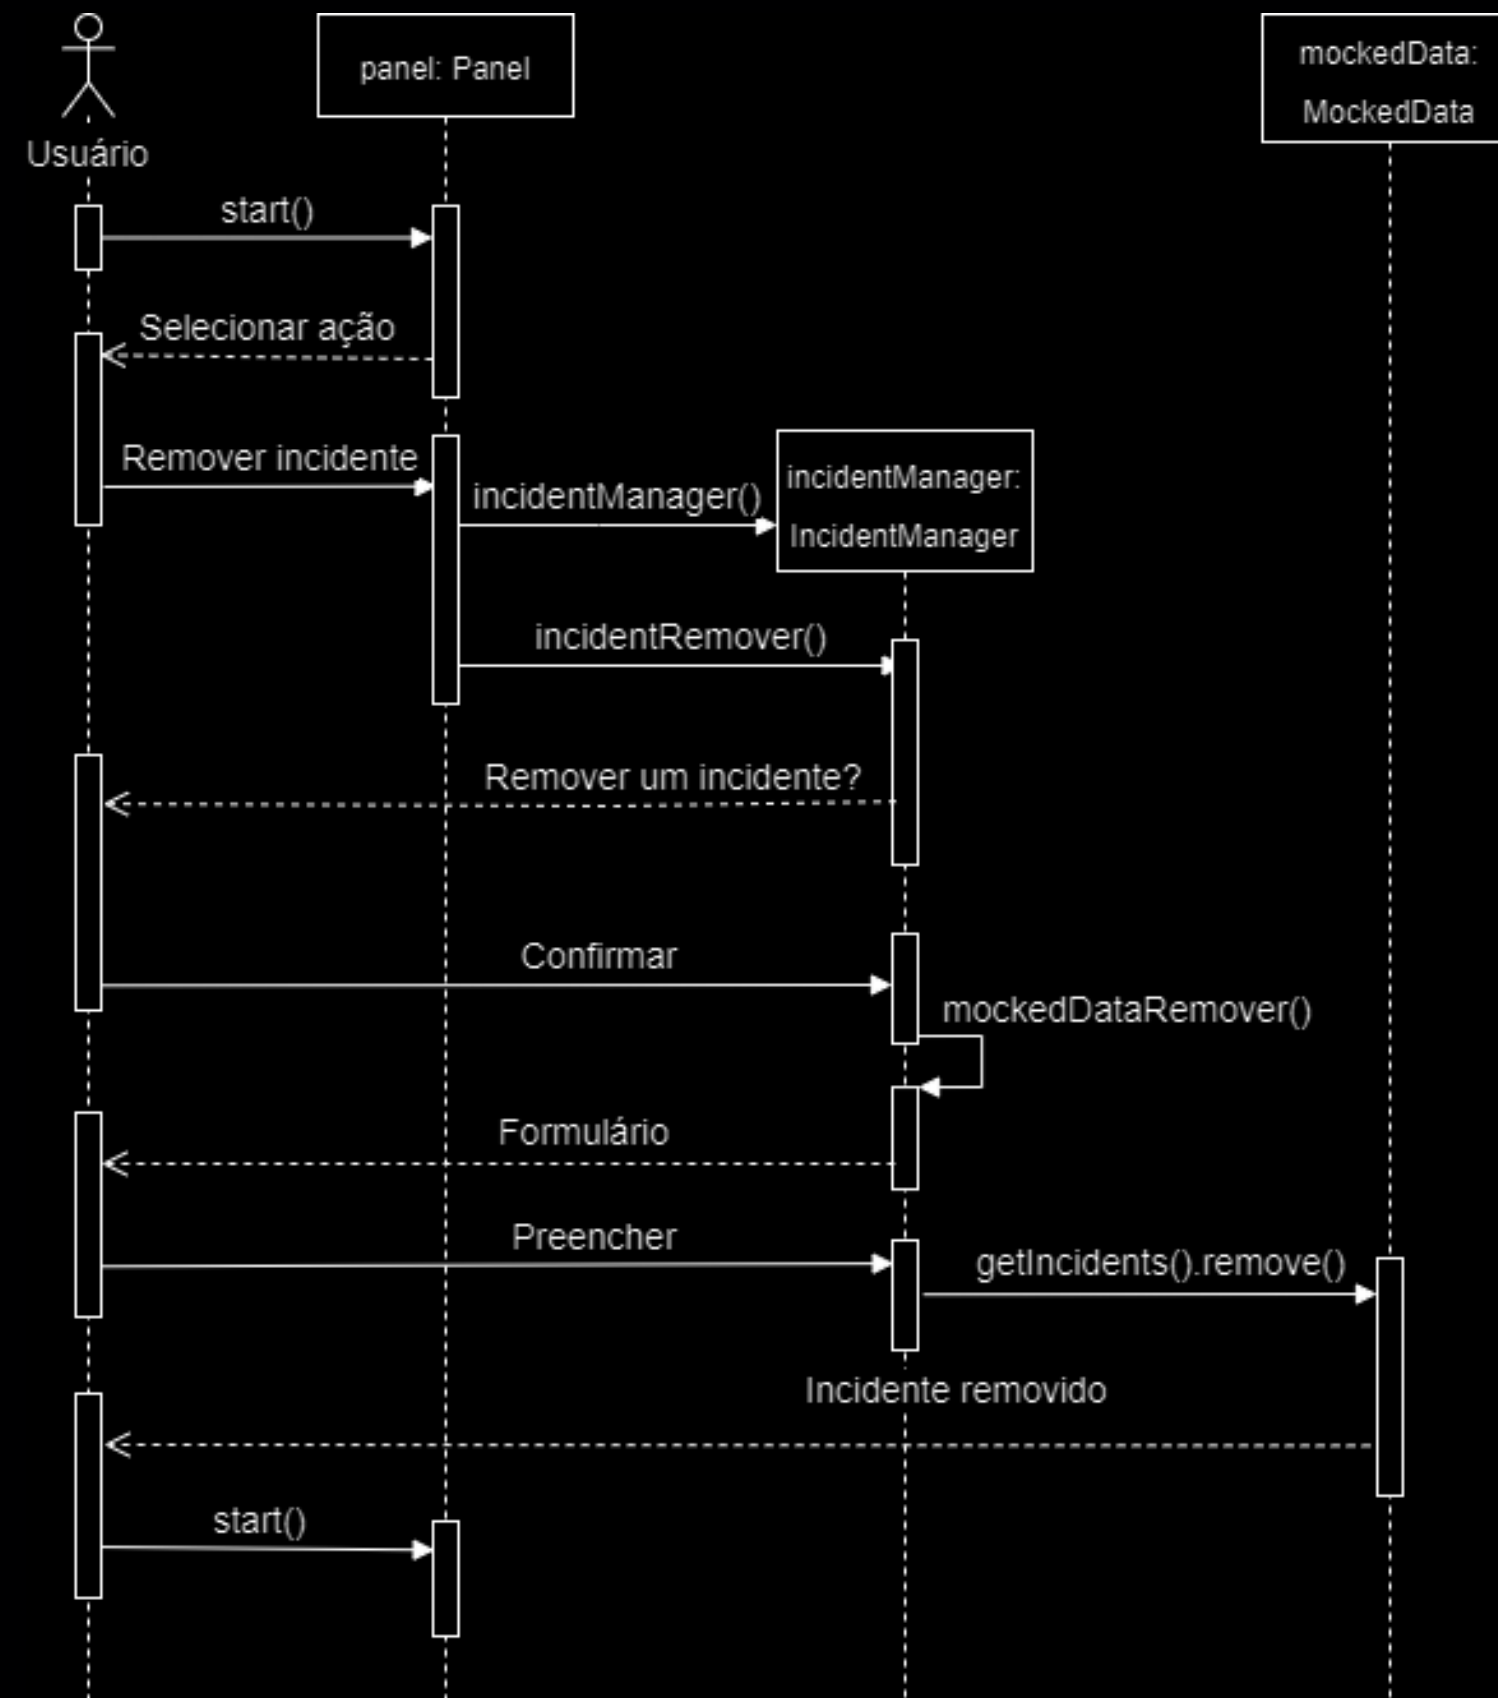 panel: Panel
mockedData:
MockedData
Usuário
start()
Selecionar ação
Remover incidente
incidentManager()
incidentManager:
IncidentManager
incidentRemover()
Remover um incidente?
Confirmar
mockedDataRemover()
Formulário
Preencher
getIncidents().remove()
Incidente removido
start()